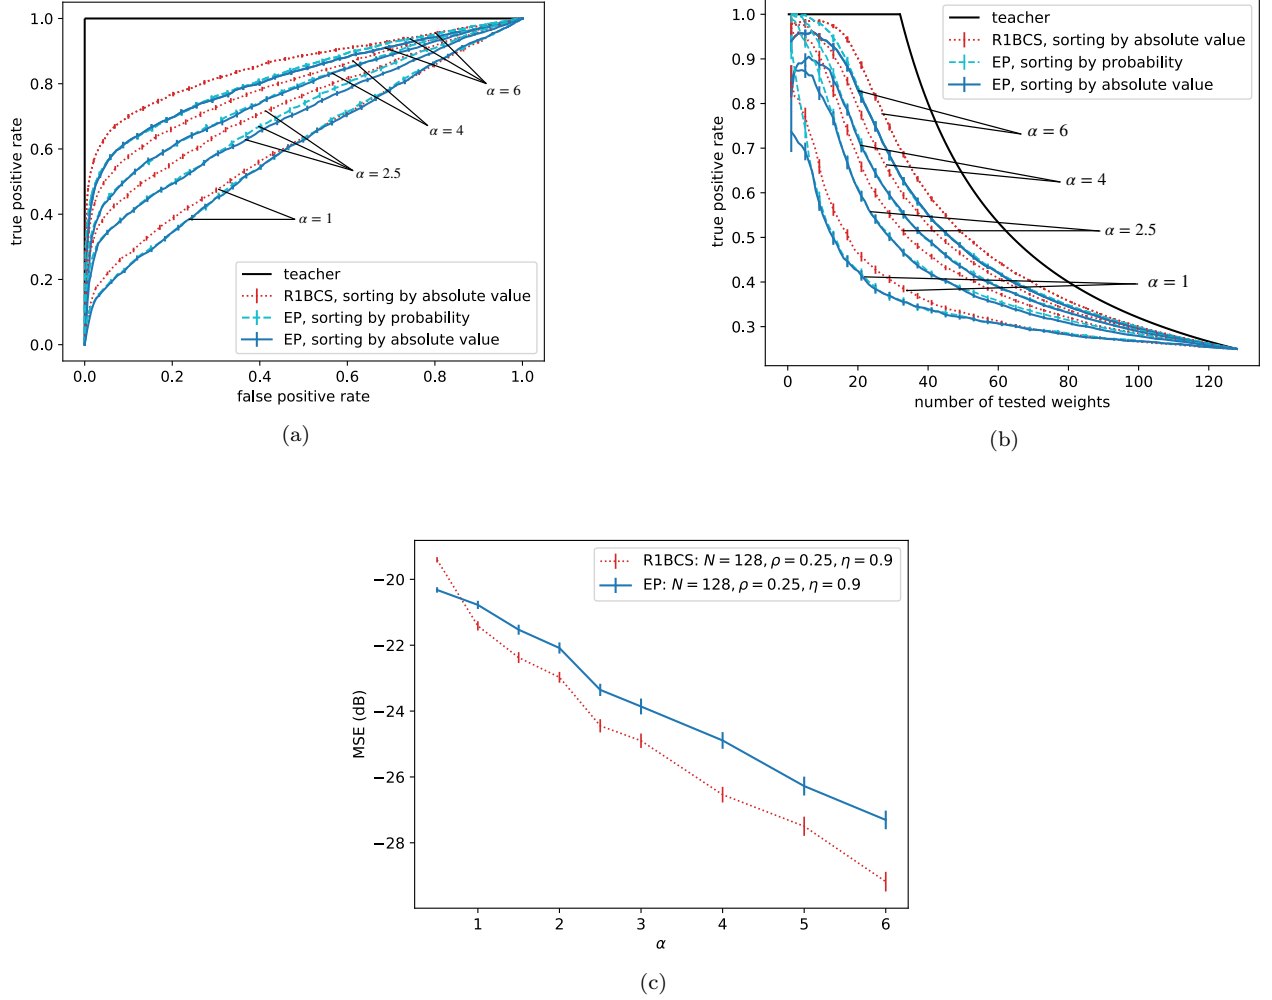 1.0
0.8
0.6
0.4
0.2
0.0
true positive rate
0.0 0.2 0.4 0.6 0.8 1.0
false positive rate
α = 6
α = 4
α = 2.5
α = 1
teacher
R1BCS, sorting by absolute value
EP, sorting by probability
EP, sorting by absolute value
(a)
1.0
0.9
0.8
0.7
0.6
0.5
0.4
0.3
true positive rate
0 20 40 60 80 100 120
number of tested weights
teacher
R1BCS, sorting by absolute value
EP, sorting by probability
EP, sorting by absolute value
α = 6
α = 4
α = 2.5
α = 1
(b)
−20
−22
−24
−26
−28
MSE (dB)
1 2 3 4 5 6
α
R1BCS: N = 128, ρ = 0.25, η = 0.9
EP: N = 128, ρ = 0.25, η = 0.9
(c)